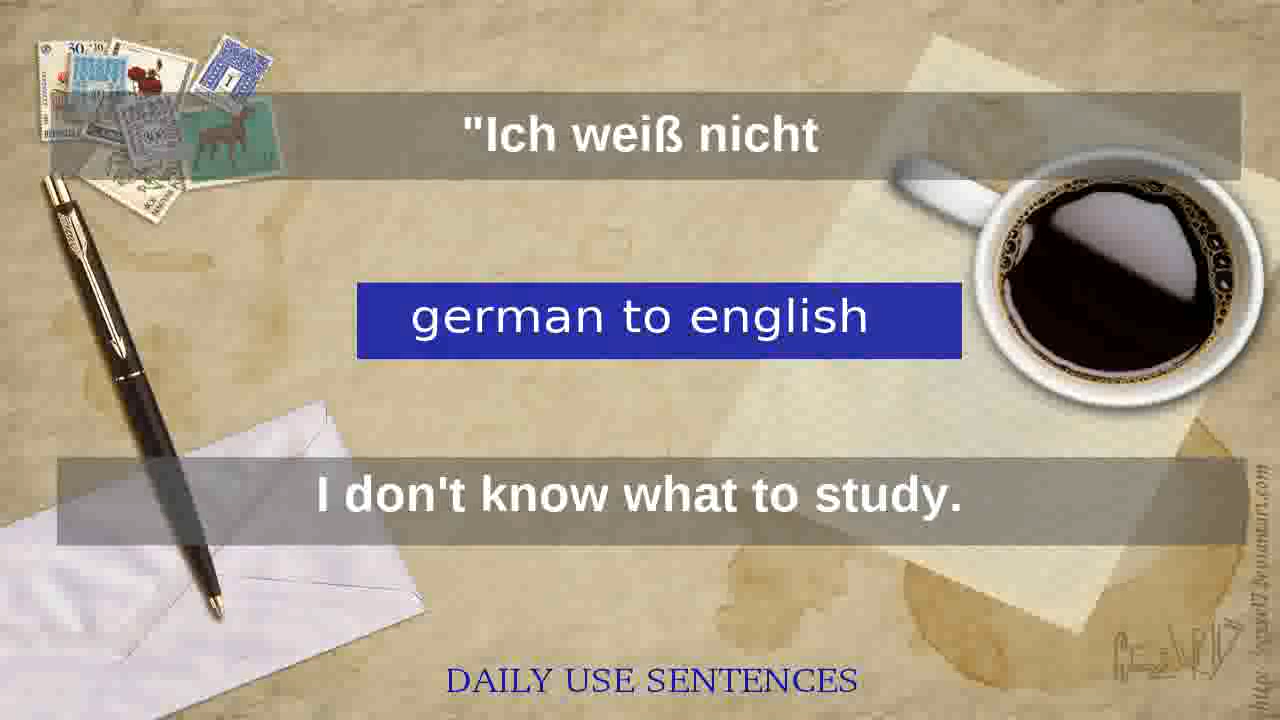 "Ich weiß nicht
german to english
I don't know what to study.
DAILY USE SENTENCES